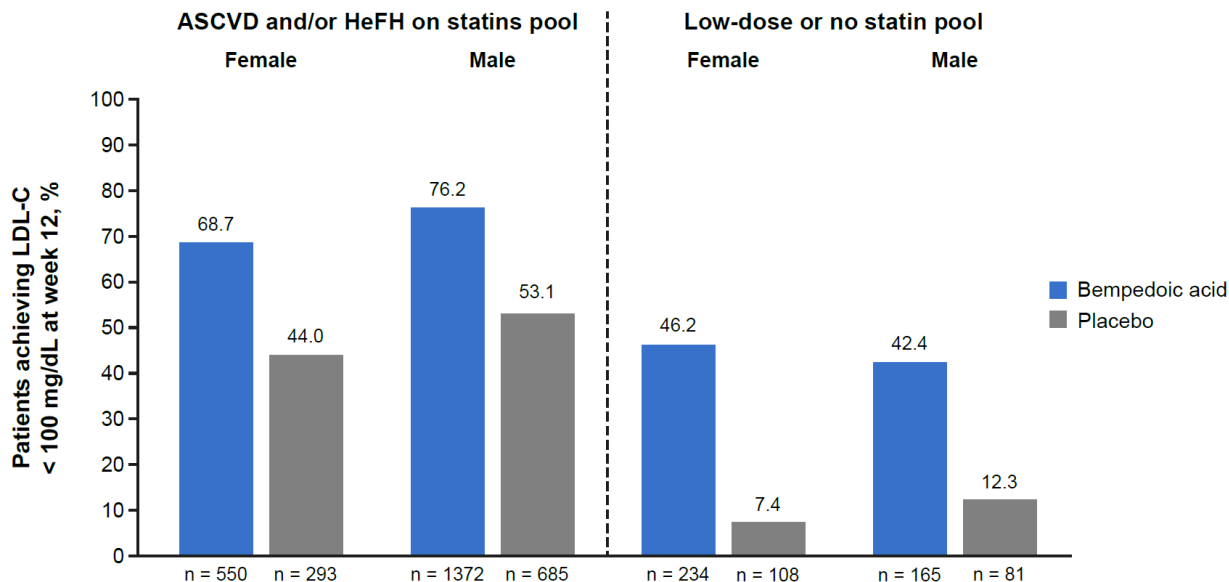 ASCVD and/or HeFH on statins pool
Low-dose or no statin pool
Female
Male
Female
Male
Patients achieving LDL-C
< 100 mg/dL at week 12, %
100
90
80
70
60
50
40
30
20
10
0
68.7
44.0
76.2
53.1
46.2
7.4
42.4
12.3
n = 550
n = 293
n = 1372
n = 685
n = 234
n = 108
n = 165
n = 81
Bempedoic acid
Placebo